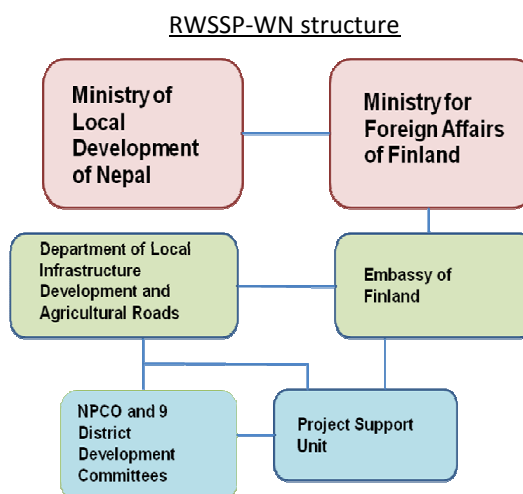 RWSSP-WN structure
Ministry of
Local
Development
of Nepal
Ministry for
Foreign Affairs
of Finland
Department of Local
Infrastructure
Development and
Agricultural Roads
Embassy of
Finland
NPCO and 9
District
Development
Committees
Project Support
Unit